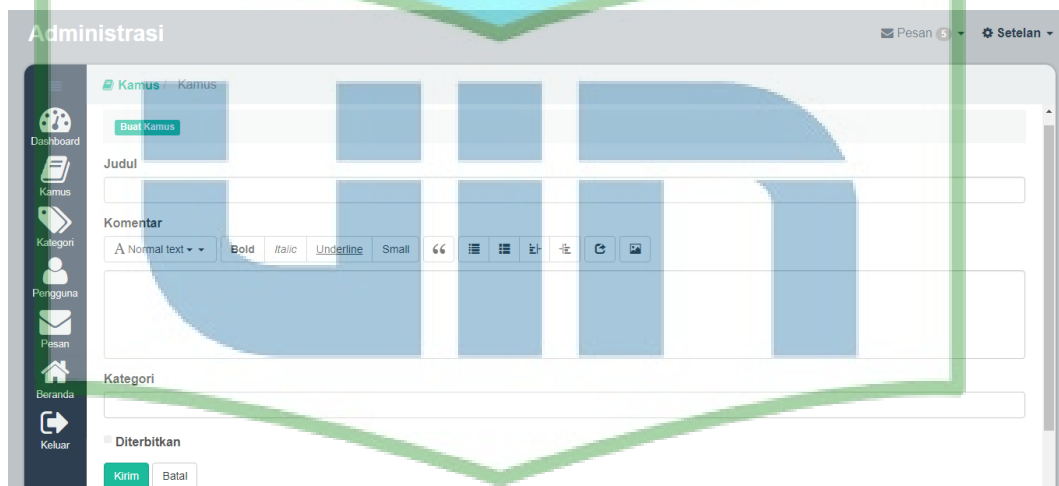 Administrasi
Pesan 5
Setelan
Kamus / Kamus
Dashboard
Kamus
Kategori
Pengguna
Pesan
Beranda
Keluar
Buat Kamus
Judul
Komentar
A Normal text Bold Italic Underline Small
Kategori
Diterbitkan
Kirim Batal
uin